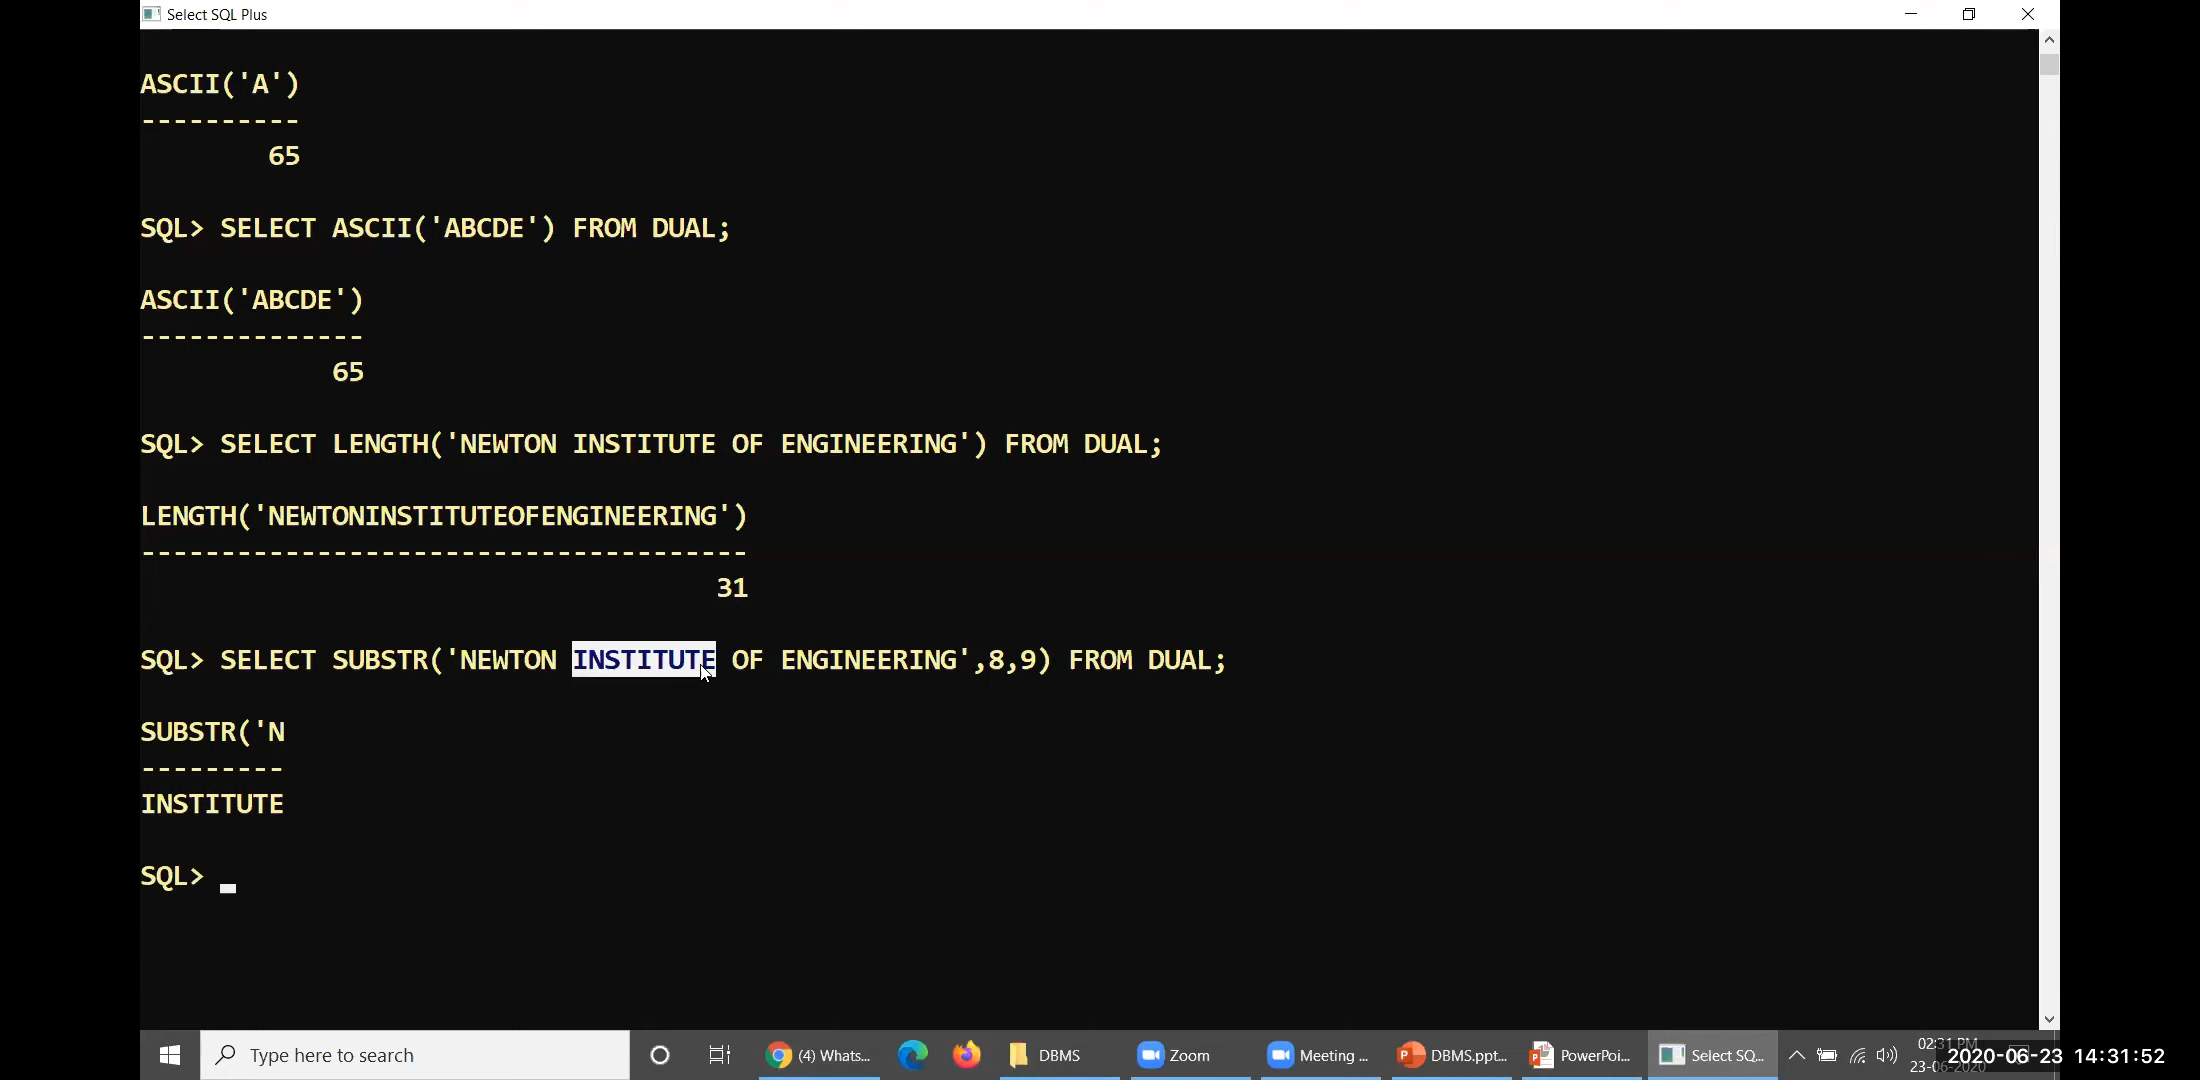 Select SQL Plus
ASCII('A')
----------
65
SQL> SELECT ASCII('ABCDE') FROM DUAL;
ASCII('ABCDE')
--------------
65
SQL> SELECT LENGTH('NEWTON INSTITUTE OF ENGINEERING') FROM DUAL;
LENGTH('NEWTONINSTITUTEOFENGINEERING')
--------------------------------------
31
SQL> SELECT SUBSTR('NEWTON INSTITUTE OF ENGINEERING',8,9) FROM DUAL;
SUBSTR('N
---------
INSTITUTE
SQL> _
Type here to search
(4) Whats...
DBMS
Zoom
Meeting ...
DBMS.ppt...
PowerPoi...
Select SQ...
02:31 PM
23-06-2020
2020-06-23 14:31:52